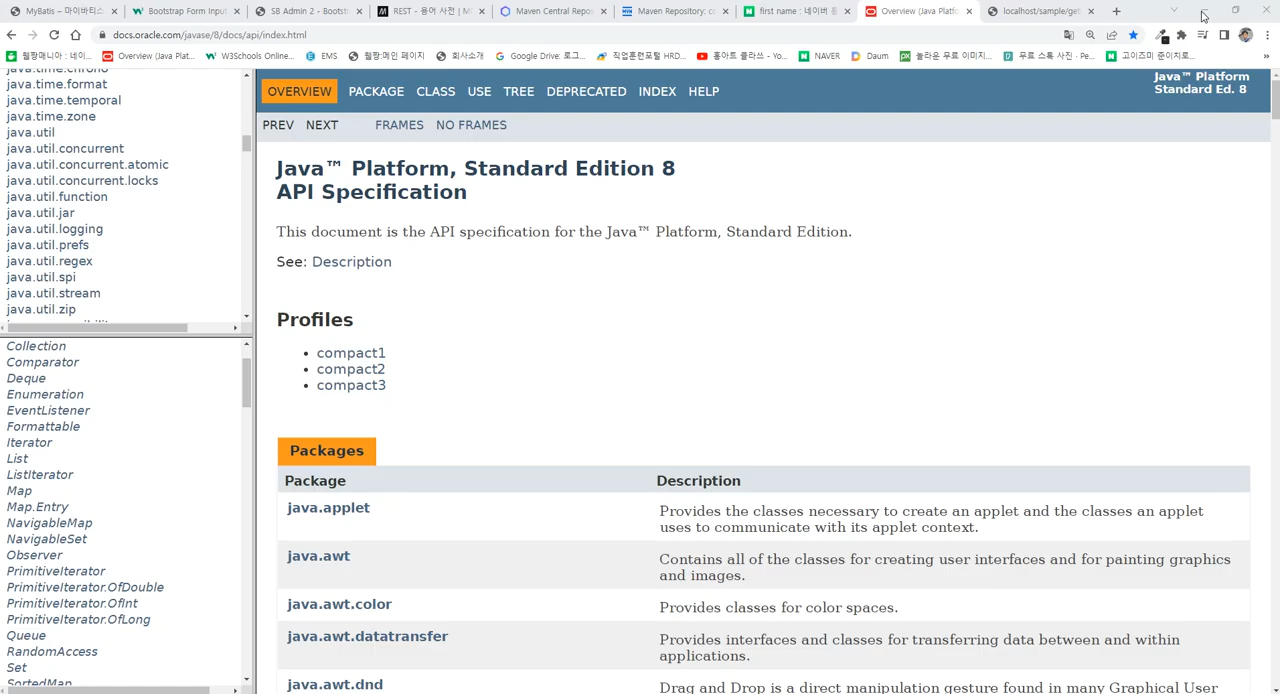 MyBatis – 마이바티스
Bootstrap Form Input
SB Admin 2 - Bootst
REST - 용어 사전 | M
Maven Central Repo
Maven Repository: co
first name : 네이버
Overview (Java Platfo
localhost/sample/get
docs.oracle.com/javase/8/docs/api/index.html
웹짱매니아 : 네이...
Overview (Java Plat...
W3Schools Online...
EMS
웹짱:메인 페이지
회사소개
Google Drive: 로그...
직업훈련포털 HRD...
홍아트 클라쓰 - Yo...
NAVER
Daum
놀라운 무료 이미지...
무료 스톡 사진 · Pe...
고이즈미 준이치로...
java.time.chrono
java.time.format
java.time.temporal
java.time.zone
java.util
java.util.concurrent
java.util.concurrent.atomic
java.util.concurrent.locks
java.util.function
java.util.jar
java.util.logging
java.util.prefs
java.util.regex
java.util.spi
java.util.stream
java.util.zip
Collection
Comparator
Deque
Enumeration
EventListener
Formattable
Iterator
List
ListIterator
Map
Map.Entry
NavigableMap
NavigableSet
Observer
PrimitiveIterator
PrimitiveIterator.OfDouble
PrimitiveIterator.OfInt
PrimitiveIterator.OfLong
Queue
RandomAccess
Set
SortedMap
OVERVIEW PACKAGE CLASS USE TREE DEPRECATED INDEX HELP
Java™ Platform
Standard Ed. 8
PREV NEXT FRAMES NO FRAMES
Java™ Platform, Standard Edition 8
API Specification
This document is the API specification for the Java™ Platform, Standard Edition.
See: Description
Profiles
compact1
compact2
compact3
Packages
Package Description
java.applet Provides the classes necessary to create an applet and the classes an applet
uses to communicate with its applet context.
java.awt Contains all of the classes for creating user interfaces and for painting graphics
and images.
java.awt.color Provides classes for color spaces.
java.awt.datatransfer Provides interfaces and classes for transferring data between and within
applications.
java.awt.dnd Drag and Drop is a direct manipulation gesture found in many Graphical User